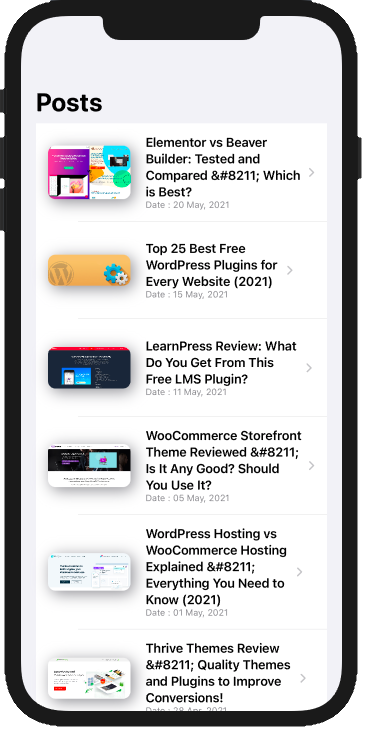 Posts
Elementor vs Beaver
Builder: Tested and
Compared &#8211; Which
is Best?
Date : 20 May, 2021
Top 25 Best Free
WordPress Plugins for
Every Website (2021)
Date : 15 May, 2021
LearnPress Review: What
Do You Get From This
Free LMS Plugin?
Date : 11 May, 2021
WooCommerce Storefront
Theme Reviewed &#8211;
Is It Any Good? Should
You Use It?
Date : 05 May, 2021
WordPress Hosting vs
WooCommerce Hosting
Explained &#8211;
Everything You Need to
Know (2021)
Date : 01 May, 2021
Thrive Themes Review
&#8211; Quality Themes
and Plugins to Improve
Conversions!
Date : 28 Apr, 2021